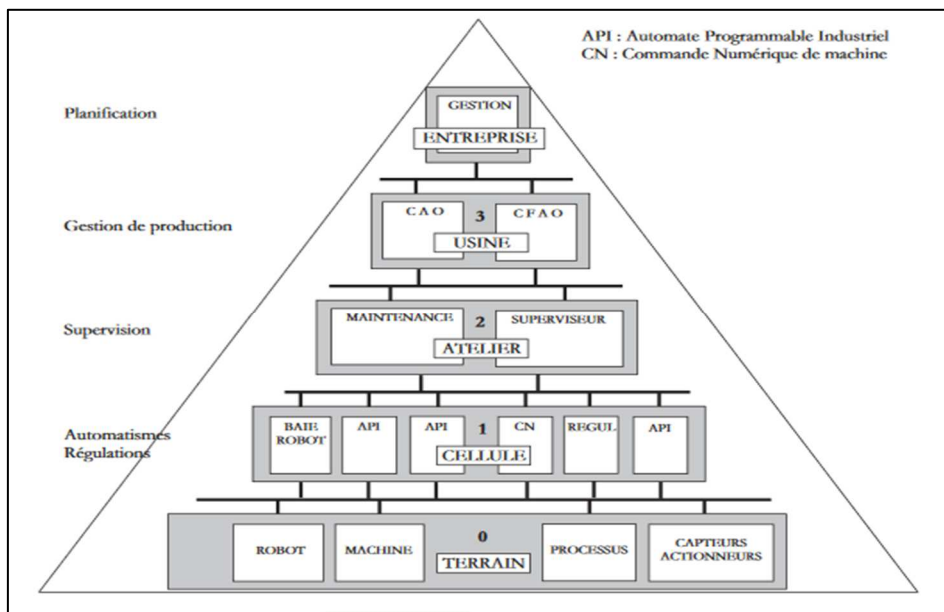 API : Automate Programmable Industriel
CN : Commande Numérique de machine
Planification
GESTION
ENTREPRISE
Gestion de production
CAO
3
CFAO
USINE
Supervision
MAINTENANCE
2
SUPERVISEUR
ATELIER
Automatismes
Régulations
BAIE
ROBOT
API
API
1
CN
REGUL
API
CELLULE
0
ROBOT
MACHINE
PROCESSUS
CAPTEURS
ACTIONNEURS
TERRAIN